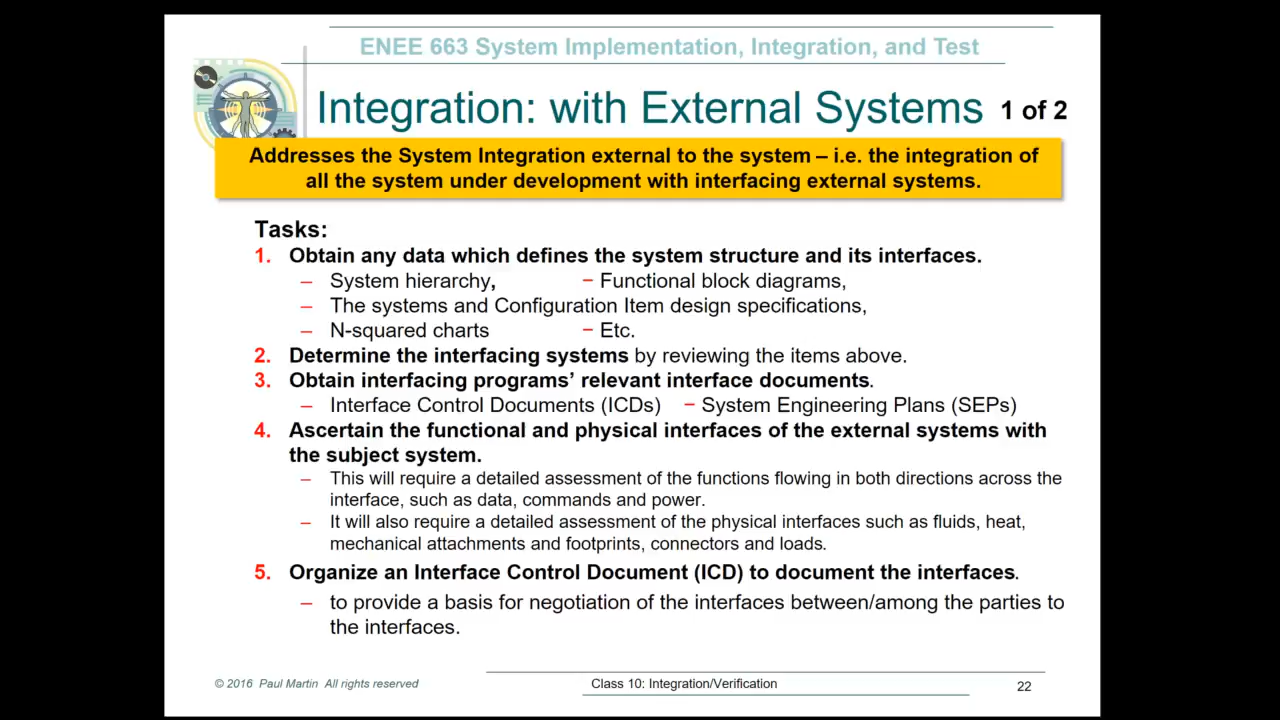 ENEE 663 System Implementation, Integration, and Test
Integration: with External Systems 1 of 2
Addresses the System Integration external to the system – i.e. the integration of
all the system under development with interfacing external systems.
Tasks:
1. Obtain any data which defines the system structure and its interfaces.
– System hierarchy, – Functional block diagrams,
– The systems and Configuration Item design specifications,
– N-squared charts – Etc.
2. Determine the interfacing systems by reviewing the items above.
3. Obtain interfacing programs’ relevant interface documents.
– Interface Control Documents (ICDs) – System Engineering Plans (SEPs)
4. Ascertain the functional and physical interfaces of the external systems with
the subject system.
– This will require a detailed assessment of the functions flowing in both directions across the
interface, such as data, commands and power.
– It will also require a detailed assessment of the physical interfaces such as fluids, heat,
mechanical attachments and footprints, connectors and loads.
5. Organize an Interface Control Document (ICD) to document the interfaces.
– to provide a basis for negotiation of the interfaces between/among the parties to
the interfaces.
© 2016 Paul Martin All rights reserved
Class 10: Integration/Verification
22